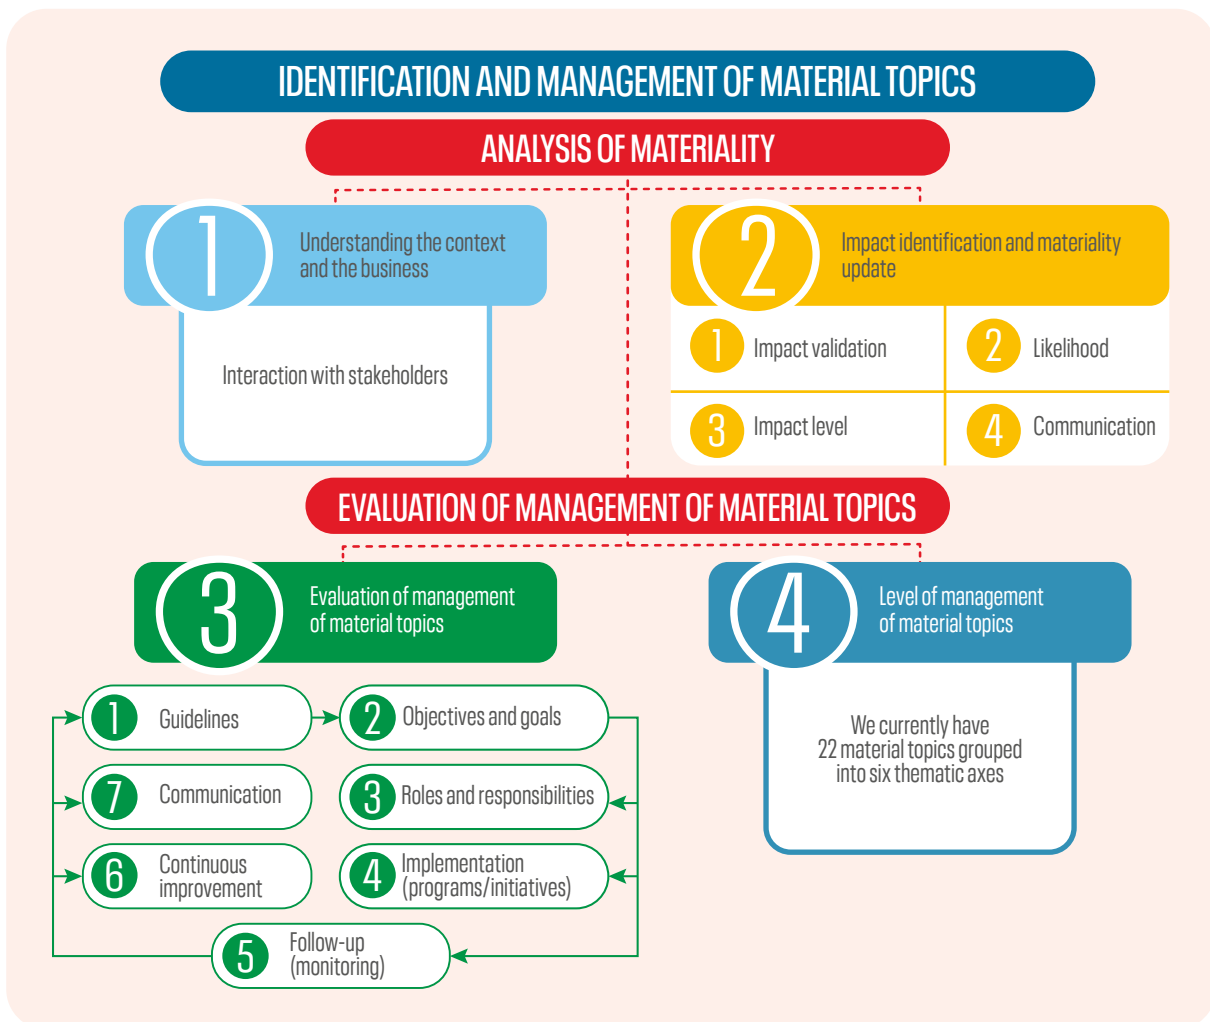 IDENTIFICATION AND MANAGEMENT OF MATERIAL TOPICS
ANALYSIS OF MATERIALITY
1
Understanding the context
and the business
Interaction with stakeholders
2
Impact identification and materiality
update
1 Impact validation
2 Likelihood
3 Impact level
4 Communication
EVALUATION OF MANAGEMENT OF MATERIAL TOPICS
3
Evaluation of management
of material topics
1 Guidelines
2 Objectives and goals
7 Communication
3 Roles and responsibilities
6 Continuous
improvement
4 Implementation
(programs/initiatives)
5 Follow-up
(monitoring)
4
Level of management
of material topics
We currently have
22 material topics grouped
into six thematic axes